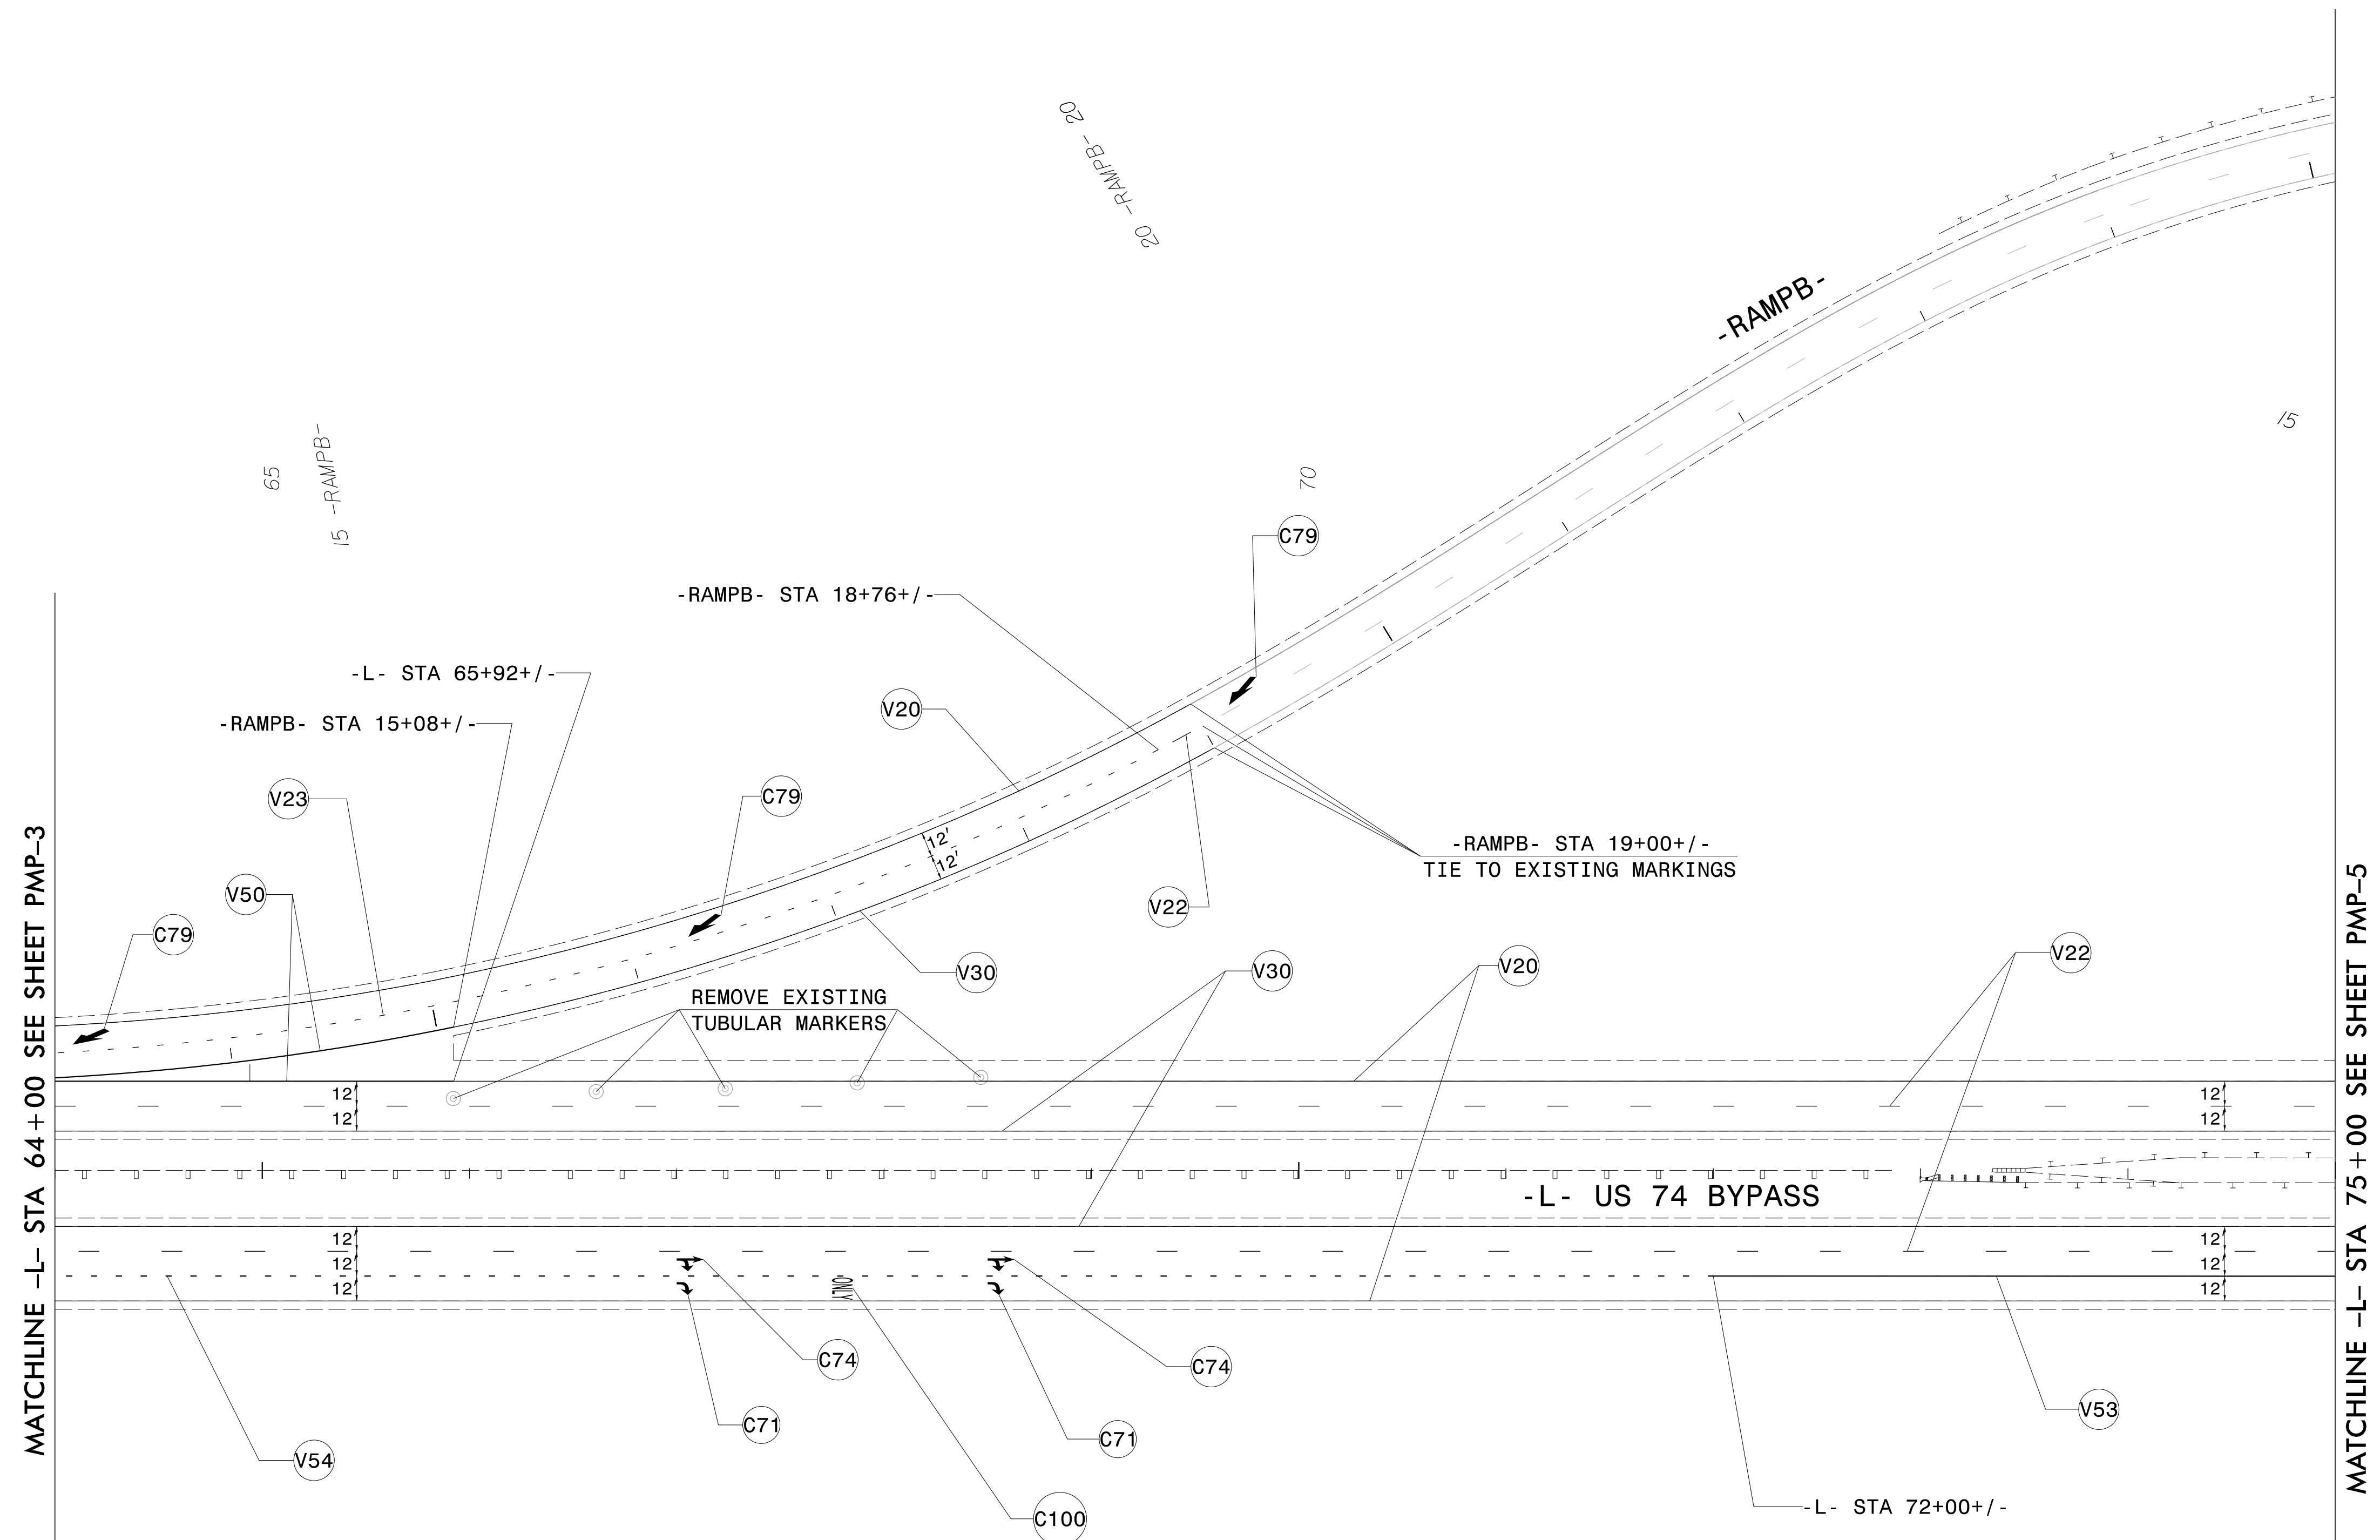 20 -RAMPB- 20
-RAMPB-
15
65
15 -RAMPB-
70
C79
-RAMPB- STA 18+76+/-
-L- STA 65+92+/-
V20
-RAMPB- STA 15+08+/-
V23
C79
12'
12'
-RAMPB- STA 19+00+/-
TIE TO EXISTING MARKINGS
V50
V22
C79
V30
V30
V20
V22
REMOVE EXISTING
TUBULAR MARKERS
12'
12'
12'
12'
-L- US 74 BYPASS
12'
12'
12'
12'
12'
12'
ONLY
C74
C74
C71
C71
V53
V54
C100
-L- STA 72+00+/-
MATCHLINE -L- STA 64+00 SEE SHEET PMP-3
MATCHLINE -L- STA 75+00 SEE SHEET PMP-5